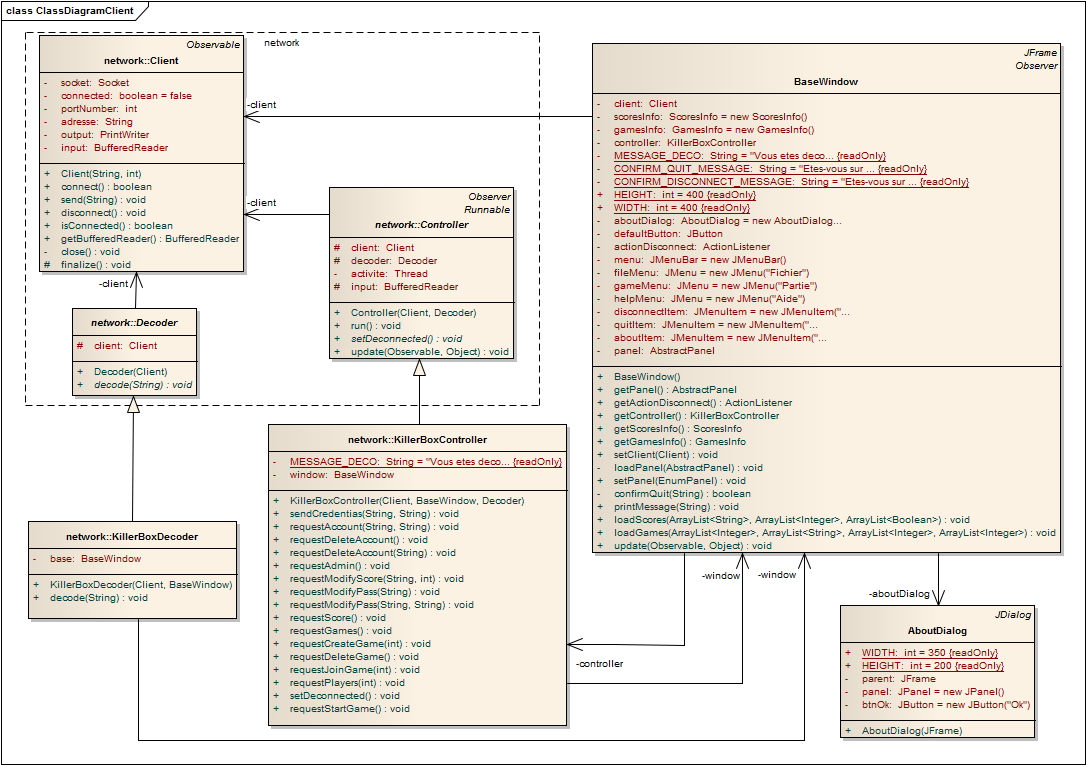 class ClassDiagramClient
network
Observable
network::Client
- socket: Socket
- connected: boolean = false
- portNumber: int
- adresse: String
- output: PrintWriter
- input: BufferedReader
+ Client(String, int)
+ connect() : boolean
+ send(String) : void
+ disconnect() : void
+ isConnected() : boolean
+ getBufferedReader() : BufferedReader
- close() : void
# finalize() : void
-client
-client
-client
network::Decoder
# client: Client
+ Decoder(Client)
+ decode(String) : void
Observer
Runnable
network::Controller
# client: Client
# decoder: Decoder
- activite: Thread
# input: BufferedReader
+ Controller(Client, Decoder)
+ run() : void
+ setDeconnected() : void
+ update(Observable, Object) : void
network::KillerBoxDecoder
- base: BaseWindow
+ KillerBoxDecoder(Client, BaseWindow)
+ decode(String) : void
network::KillerBoxController
- MESSAGE_DECO: String = "Vous etes deco... {readOnly}
- window: BaseWindow
+ KillerBoxController(Client, BaseWindow, Decoder)
+ sendCredentias(String, String) : void
+ requestAccount(String, String) : void
+ requestDeleteAccount() : void
+ requestDeleteAccount(String) : void
+ requestAdmin() : void
+ requestModifyScore(String, int) : void
+ requestModifyPass(String) : void
+ requestModifyPass(String, String) : void
+ requestScore() : void
+ requestGames() : void
+ requestCreateGame(int) : void
+ requestDeleteGame() : void
+ requestJoinGame(int) : void
+ requestPlayers(int) : void
+ setDeconnected() : void
+ requestStartGame() : void
JFrame
Observer
BaseWindow
- client: Client
- scoresInfo: ScoresInfo = new ScoresInfo()
- gamesInfo: GamesInfo = new GamesInfo()
- controller: KillerBoxController
- MESSAGE_DECO: String = "Vous etes deco... {readOnly}
- CONFIRM_QUIT_MESSAGE: String = "Etes-vous sur ... {readOnly}
- CONFIRM_DISCONNECT_MESSAGE: String = "Etes-vous sur ... {readOnly}
+ HEIGHT: int = 400 {readOnly}
+ WIDTH: int = 400 {readOnly}
- aboutDialog: AboutDialog = new AboutDialog...
- defaultButton: JButton
- actionDisconnect: ActionListener
- menu: JMenuBar = new JMenuBar()
- fileMenu: JMenu = new JMenu("Fichier")
- gameMenu: JMenu = new JMenu("Partie")
- helpMenu: JMenu = new JMenu("Aide")
- disconnectItem: JMenuItem = new JMenuItem("...
- quitItem: JMenuItem = new JMenuItem("...
- aboutItem: JMenuItem = new JMenuItem("...
- panel: AbstractPanel
+ BaseWindow()
+ getPanel() : AbstractPanel
+ getActionDisconnect() : ActionListener
+ getController() : KillerBoxController
+ getScoresInfo() : ScoresInfo
+ getGamesInfo() : GamesInfo
+ setClient(Client) : void
- loadPanel(AbstractPanel) : void
+ setPanel(EnumPanel) : void
- confirmQuit(String) : boolean
+ printMessage(String) : void
+ loadScores(ArrayList<String>, ArrayList<Integer>, ArrayList<Boolean>) : void
+ loadGames(ArrayList<Integer>, ArrayList<String>, ArrayList<Integer>, ArrayList<Integer>) : void
+ update(Observable, Object) : void
-window
-window
-aboutDialog
-controller
JDialog
AboutDialog
+ WIDTH: int = 350 {readOnly}
+ HEIGHT: int = 200 {readOnly}
- parent: JFrame
- panel: JPanel = new JPanel()
- btnOk: JButton = new JButton("Ok")
+ AboutDialog(JFrame)